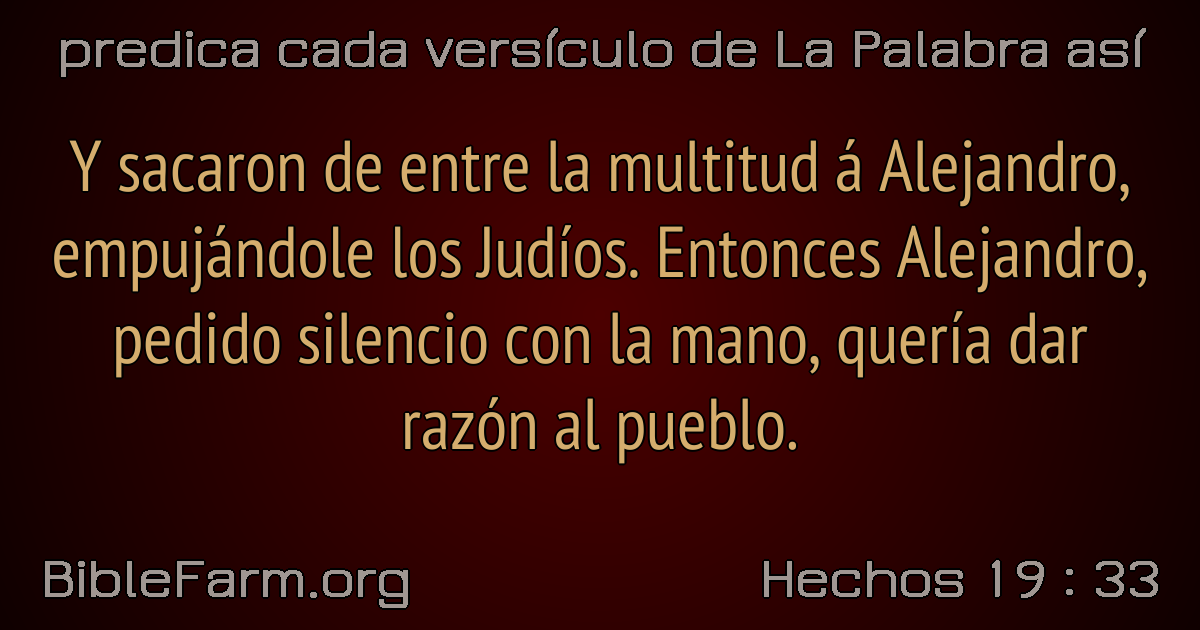 predica cada versículo de La Palabra así
Y sacaron de entre la multitud á Alejandro,
empujándole los Judíos. Entonces Alejandro,
pedido silencio con la mano, quería dar
razón al pueblo.
BibleFarm.org
Hechos 19 : 33